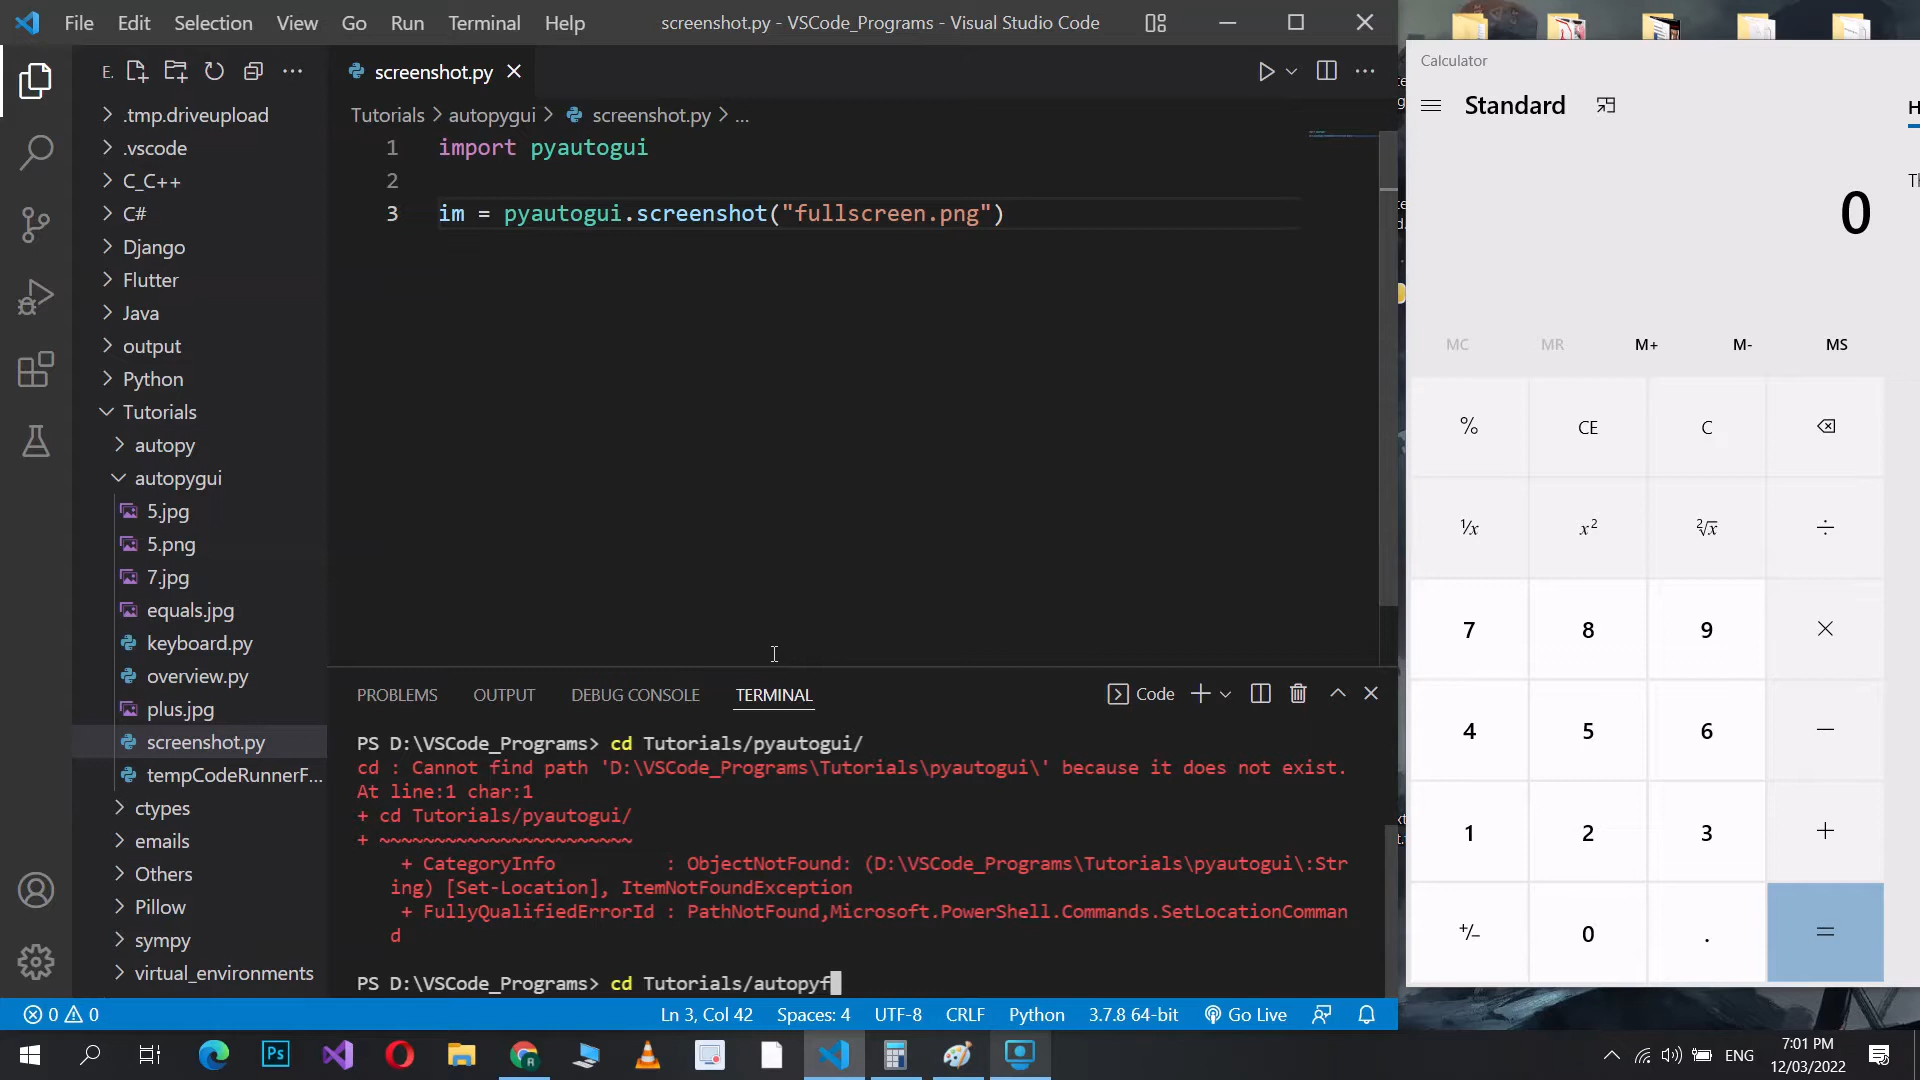 File Edit Selection View Go Run Terminal Help
screenshot.py - VSCode_Programs - Visual Studio Code
E.
.tmp.driveupload
.vscode
C_C++
C#
Django
Flutter
Java
output
Python
Tutorials
autopy
autopygui
5.jpg
5.png
7.jpg
equals.jpg
keyboard.py
overview.py
plus.jpg
screenshot.py
tempCodeRunnerF...
ctypes
emails
Others
Pillow
sympy
virtual_environments
screenshot.py
Tutorials > autopygui > screenshot.py > ...
1 import pyautogui
2
3 im = pyautogui.screenshot("fullscreen.png")
PROBLEMS OUTPUT DEBUG CONSOLE TERMINAL
Code
PS D:\VSCode_Programs> cd Tutorials/pyautogui/
cd : Cannot find path 'D:\VSCode_Programs\Tutorials\pyautogui\' because it does not exist.
At line:1 char:1
+ cd Tutorials/pyautogui/
+ ~~~~~~~~~~~~~~~~~~~~~~~
+ CategoryInfo : ObjectNotFound: (D:\VSCode_Programs\Tutorials\pyautogui\:Str
ing) [Set-Location], ItemNotFoundException
+ FullyQualifiedErrorId : PathNotFound,Microsoft.PowerShell.Commands.SetLocationComman
d
PS D:\VSCode_Programs> cd Tutorials/autopyf
0 0
Ln 3, Col 42 Spaces: 4 UTF-8 CRLF Python 3.7.8 64-bit Go Live
Calculator
Standard
H
Th
0
MC MR M+ M- MS
% CE C
¹/x x² ²√x ÷
7 8 9 ×
4 5 6 −
1 2 3 +
+/− 0 . =
Ps
ENG
7:01 PM
12/03/2022